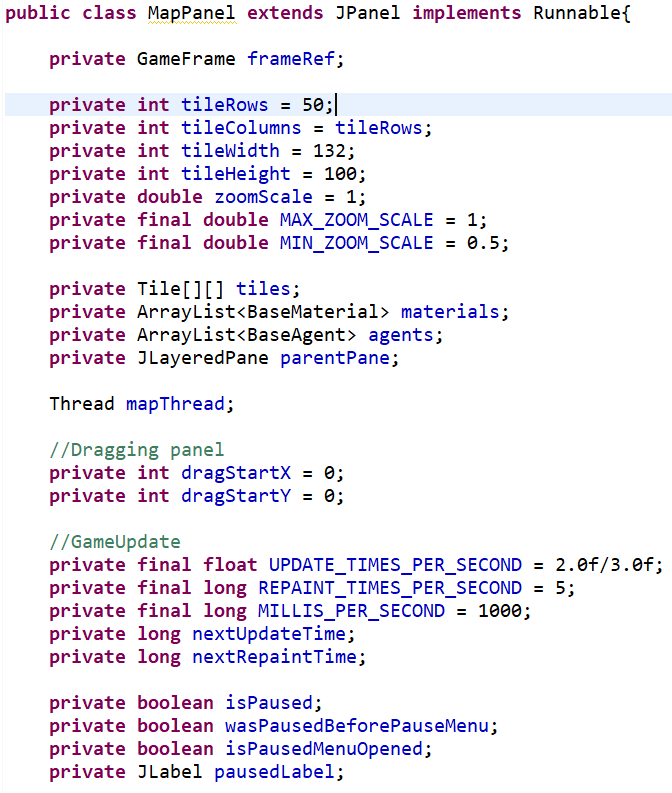 public class MapPanel extends JPanel implements Runnable{
private GameFrame frameRef;
private int tileRows = 50;
private int tileColumns = tileRows;
private int tileWidth = 132;
private int tileHeight = 100;
private double zoomScale = 1;
private final double MAX_ZOOM_SCALE = 1;
private final double MIN_ZOOM_SCALE = 0.5;
private Tile[][] tiles;
private ArrayList<BaseMaterial> materials;
private ArrayList<BaseAgent> agents;
private JLayeredPane parentPane;
Thread mapThread;
//Dragging panel
private int dragStartX = 0;
private int dragStartY = 0;
//GameUpdate
private final float UPDATE_TIMES_PER_SECOND = 2.0f/3.0f;
private final long REPAINT_TIMES_PER_SECOND = 5;
private final long MILLIS_PER_SECOND = 1000;
private long nextUpdateTime;
private long nextRepaintTime;
private boolean isPaused;
private boolean wasPausedBeforePauseMenu;
private boolean isPausedMenuOpened;
private JLabel pausedLabel;